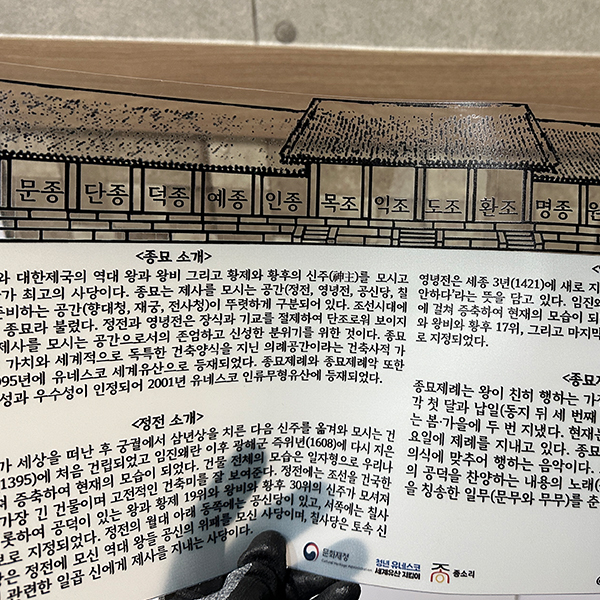 문종 단종 덕종 예종 인종 목조 익조 도조 환조 명종
<종묘 소개>
와 대한제국의 역대 왕과 왕비 그리고 황제와 황후의 신주(神主)를 모시고
가 최고의 사당이다. 종묘는 제사를 모시는 공간(정전, 영녕전, 공신당, 칠
준비하는 공간(향대청, 재궁, 전사청)이 뚜렷하게 구분되어 있다. 조선시대에
종묘라 불렸다. 정전과 영녕전은 장식과 기교를 절제하여 단조로워 보이지
제사를 모시는 공간으로서의 존엄하고 신성한 분위기를 위한 것이다. 종묘
가치와 세계적으로 독특한 건축양식을 지닌 의례공간이라는 건축사적 가
995년에 유네스코 세계유산으로 등재되었다. 종묘제례와 종묘제례악 또한
성과 우수성이 인정되어 2001년 유네스코 인류무형유산에 등재되었다.
<정전 소개>
가 세상을 떠난 후 궁궐에서 삼년상을 치른 다음 신주를 옮겨와 모시는 건
1395)에 처음 건립되었고 임진왜란 이후 광해군 즉위년(1608)에 다시 지은
져 증축하여 현재의 모습이 되었다. 건물 전체의 모습은 일자형으로 우리나
가장 긴 건물이며 고전적인 건축미를 잘 보여준다. 정전에는 조선을 건국한
롯하여 공덕이 있는 왕과 황제 19위와 왕비와 황후 30위의 신주가 모셔져
보로 지정되었다. 정전의 월대 아래 동쪽에는 공신당이 있고, 서쪽에는 칠사
당은 정전에 모신 역대 왕들 공신의 위패를 모신 사당이며, 칠사당은 토속 신
관련한 일곱 신에게 제사를 지내는 사당이다.
영녕전은 세종 3년(1421)에 새로 지
안하다'라는 뜻을 담고 있다. 임진왜
에 걸쳐 증축하여 현재의 모습이 되
와 왕비와 황후 17위, 그리고 마지막
로 지정되었다.
<종묘제
종묘제례는 왕이 친히 행하는 가
각 첫 달과 납일(동지 뒤 세 번째
는 봄·가을에 두 번 지냈다. 현재는
요일에 제례를 지내고 있다. 종묘
의식에 맞추어 행하는 음악이다.
의 공덕을 찬양하는 내용의 노래(
을 칭송한 일무(문무와 무무)를 춘
문화재청
Cultural Heritage Administration
청년 유네스코
세계유산 지킴이
종소리